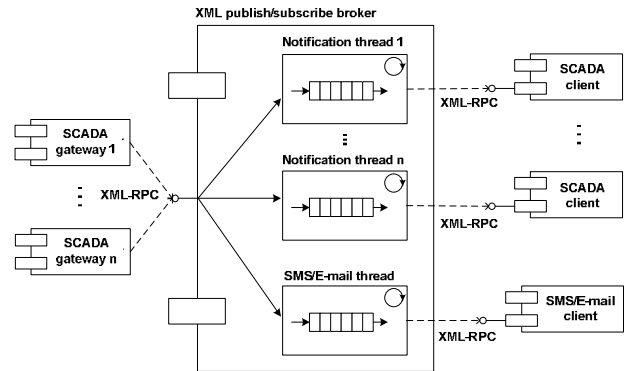 XML publish/subscribe broker
Notification thread 1
SCADA
client
XML-RPC
SCADA
gateway 1
XML-RPC
Notification thread n
SCADA
client
XML-RPC
SCADA
gateway n
SMS/E-mail thread
SMS/E-mail
client
XML-RPC